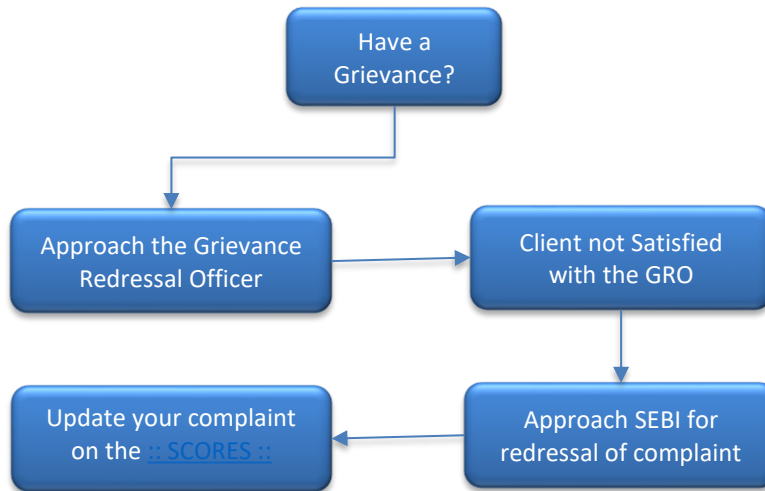 Have a
Grievance?
Approach the Grievance
Redressal Officer
Client not Satisfied
with the GRO
Approach SEBI for
redressal of complaint
Update your complaint
on the :: SCORES ::